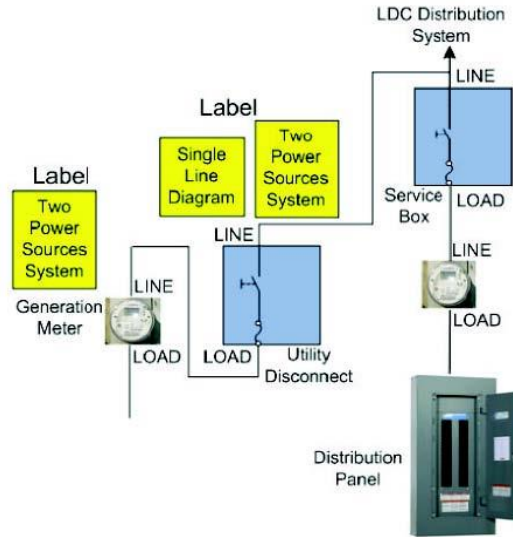 LDC Distribution
System
LINE
Label
Two
Power
Sources
System
Single
Line
Diagram
Label
Two
Power
Sources
System
Service
Box
LOAD
LINE
LINE
Generation
Meter
LINE
LOAD
LOAD
Utility
Disconnect
LOAD
Distribution
Panel